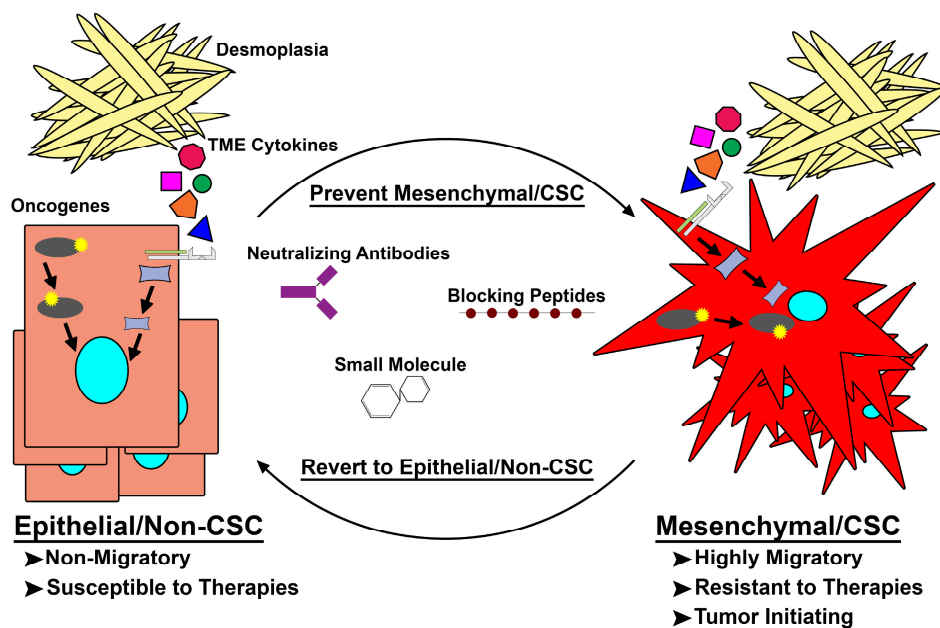 Desmoplasia
TME Cytokines
Oncogenes
Prevent Mesenchymal/CSC
Neutralizing Antibodies
Blocking Peptides
Small Molecule
Revert to Epithelial/Non-CSC
Epithelial/Non-CSC
➤Non-Migratory
➤Susceptible to Therapies
Mesenchymal/CSC
➤Highly Migratory
➤Resistant to Therapies
➤Tumor Initiating